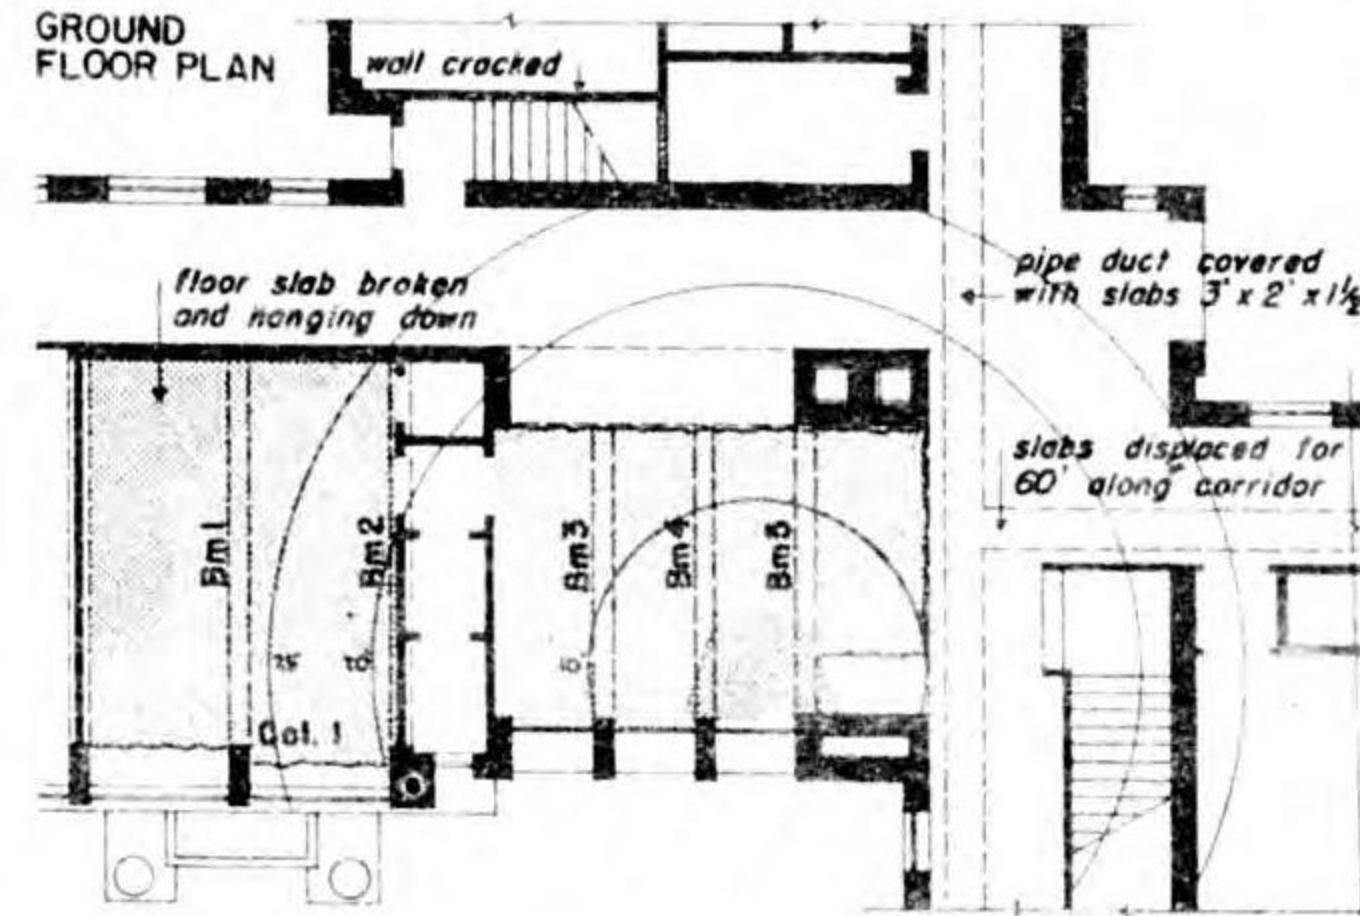 GROUND
FLOOR PLAN
wall cracked
floor slab broken
and hanging down
pipe duct covered
with slabs 3' x 2' x 1½
slabs displaced for
60' along corridor
Bm1
Bm2
Bm3
Bm4
Bm5
Col. 1